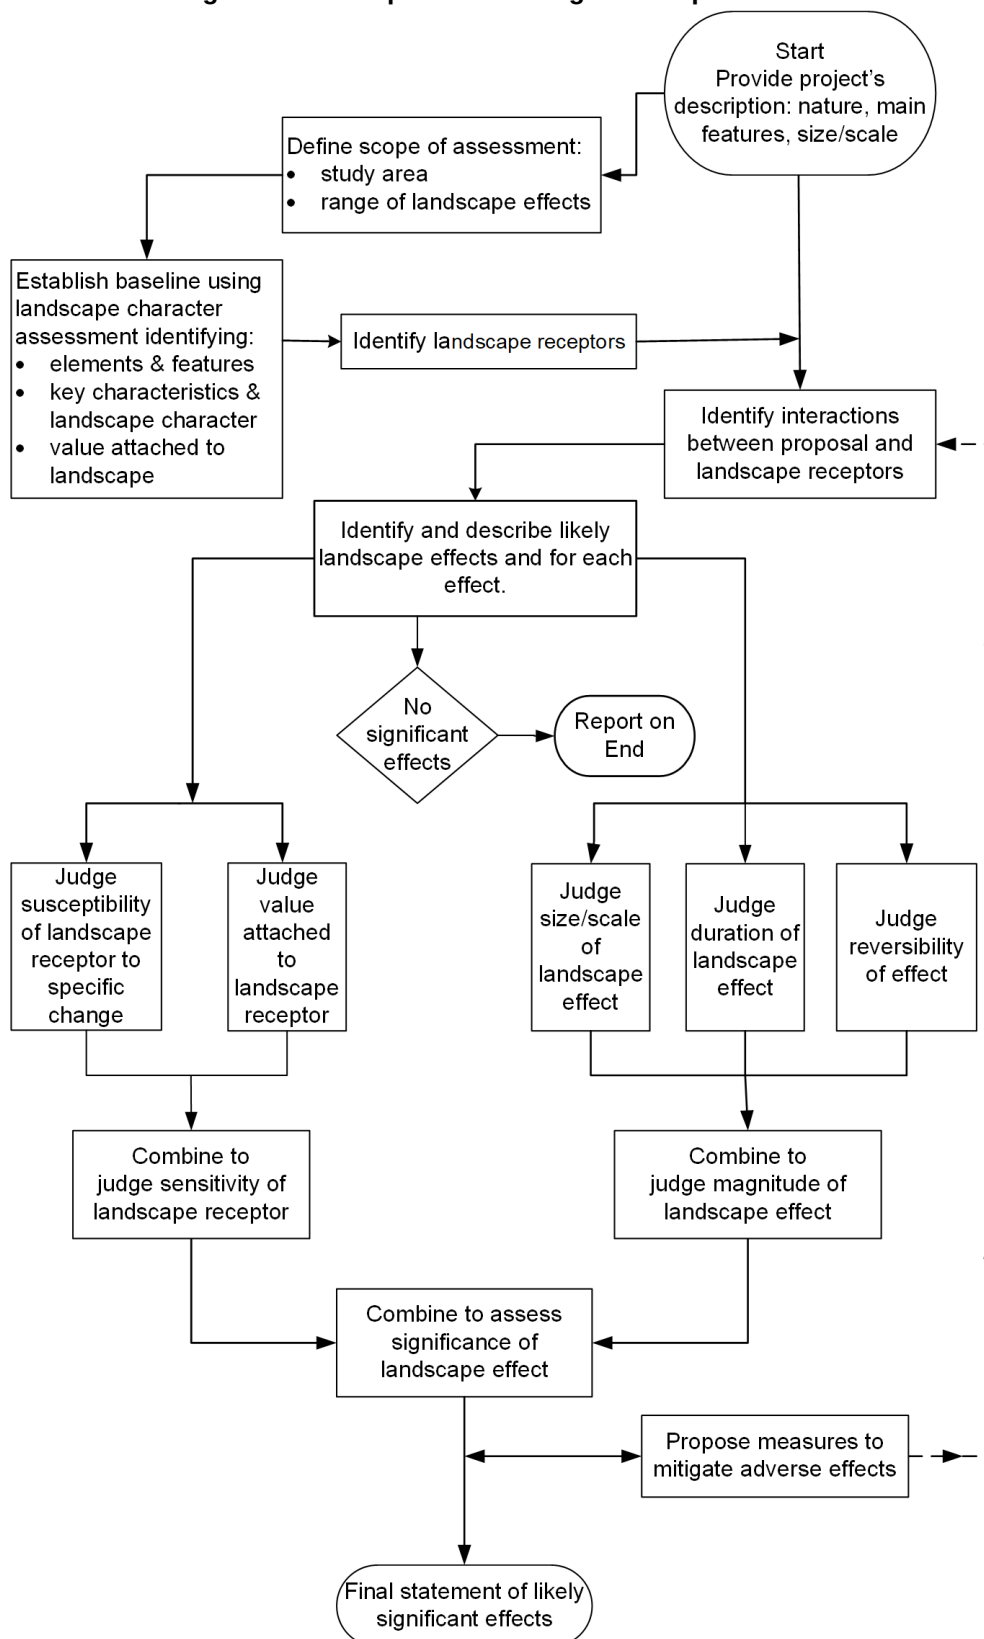 Start
Provide project’s
description: nature, main
features, size/scale
Define scope of assessment:
• study area
• range of landscape effects
Establish baseline using
landscape character
assessment identifying:
• elements & features
• key characteristics &
landscape character
• value attached to
landscape
Identify landscape receptors
Identify interactions
between proposal and
landscape receptors
Identify and describe likely
landscape effects and for each
effect.
No
significant
effects
Report on
End
Judge
susceptibility
of landscape
receptor to
specific
change
Judge
value
attached
to
landscape
receptor
Judge
size/scale
of
landscape
effect
Judge
duration of
landscape
effect
Judge
reversibility
of effect
Combine to
judge sensitivity of
landscape receptor
Combine to
judge magnitude of
landscape effect
Combine to assess
significance of
landscape effect
Propose measures to
mitigate adverse effects
Final statement of likely
significant effects